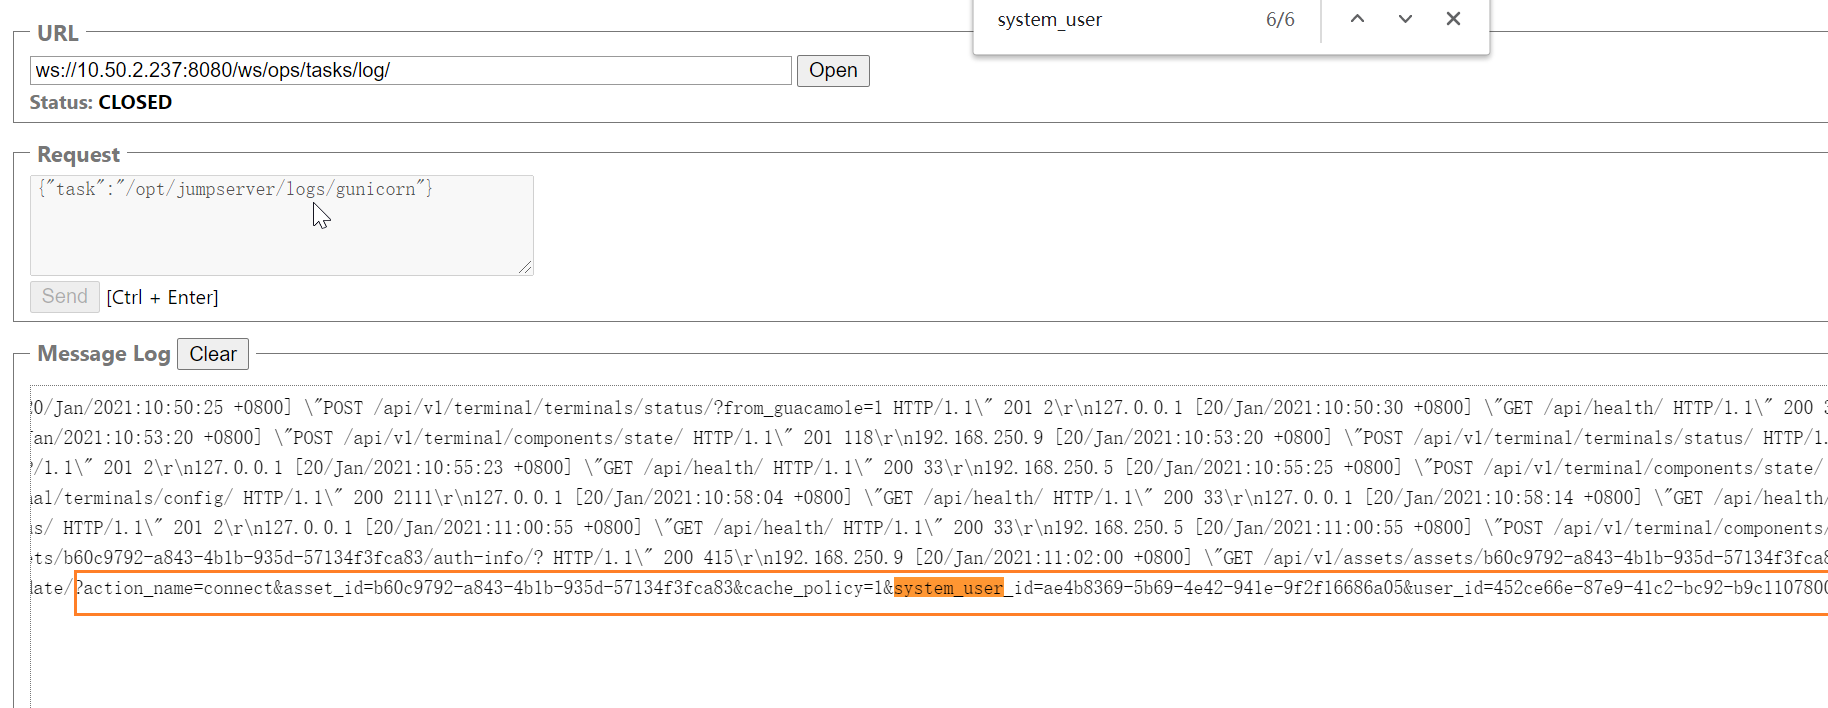 system_user 6/6
URL
ws://10.50.2.237:8080/ws/ops/tasks/log/ Open
Status: CLOSED
Request
{"task":"/opt/jumpserver/logs/gunicorn"}
Send [Ctrl + Enter]
Message Log Clear
0/Jan/2021:10:50:25 +0800] \"POST /api/v1/terminal/terminals/status/?from_guacamole=1 HTTP/1.1\" 201 2\r\n127.0.0.1 [20/Jan/2021:10:50:30 +0800] \"GET /api/health/ HTTP/1.1\" 200 3
an/2021:10:53:20 +0800] \"POST /api/v1/terminal/components/state/ HTTP/1.1\" 201 118\r\n192.168.250.9 [20/Jan/2021:10:53:20 +0800] \"POST /api/v1/terminal/terminals/status/ HTTP/1.
/1.1\" 201 2\r\n127.0.0.1 [20/Jan/2021:10:55:23 +0800] \"GET /api/health/ HTTP/1.1\" 200 33\r\n192.168.250.5 [20/Jan/2021:10:55:25 +0800] \"POST /api/v1/terminal/components/state/
al/terminals/config/ HTTP/1.1\" 200 2111\r\n127.0.0.1 [20/Jan/2021:10:58:04 +0800] \"GET /api/health/ HTTP/1.1\" 200 33\r\n127.0.0.1 [20/Jan/2021:10:58:14 +0800] \"GET /api/health/
s/ HTTP/1.1\" 201 2\r\n127.0.0.1 [20/Jan/2021:11:00:55 +0800] \"GET /api/health/ HTTP/1.1\" 200 33\r\n192.168.250.5 [20/Jan/2021:11:00:55 +0800] \"POST /api/v1/terminal/components/
ts/b60c9792-a843-4b1b-935d-57134f3fca83/auth-info/? HTTP/1.1\" 200 415\r\n192.168.250.9 [20/Jan/2021:11:02:00 +0800] \"GET /api/v1/assets/assets/b60c9792-a843-4b1b-935d-57134f3fca8
date/?action_name=connect&asset_id=b60c9792-a843-4b1b-935d-57134f3fca83&cache_policy=1&system_user_id=ae4b8369-5b69-4e42-941e-9f2f16686a05&user_id=452ce66e-87e9-41c2-bc92-b9c1107800